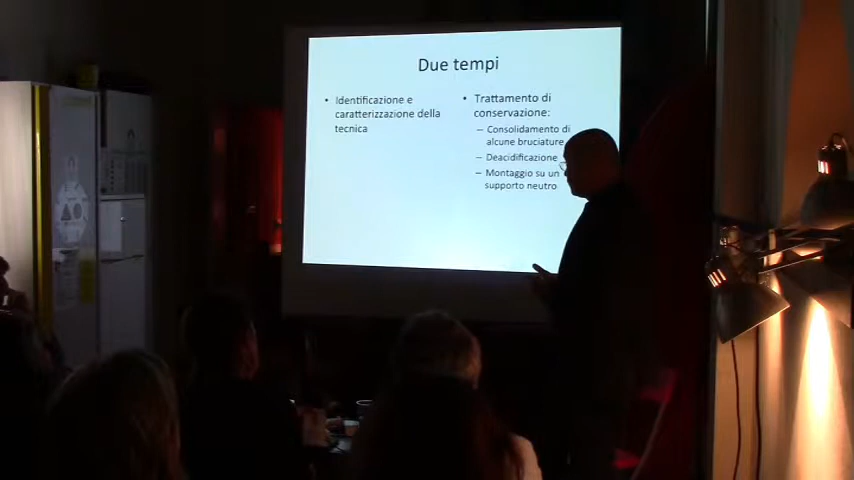 Due tempi
• Identificazione e
caratterizzazione della
tecnica
• Trattamento di
conservazione:
– Consolidamento di
alcune bruciature
– Deacidificazione
– Montaggio su un
supporto neutro